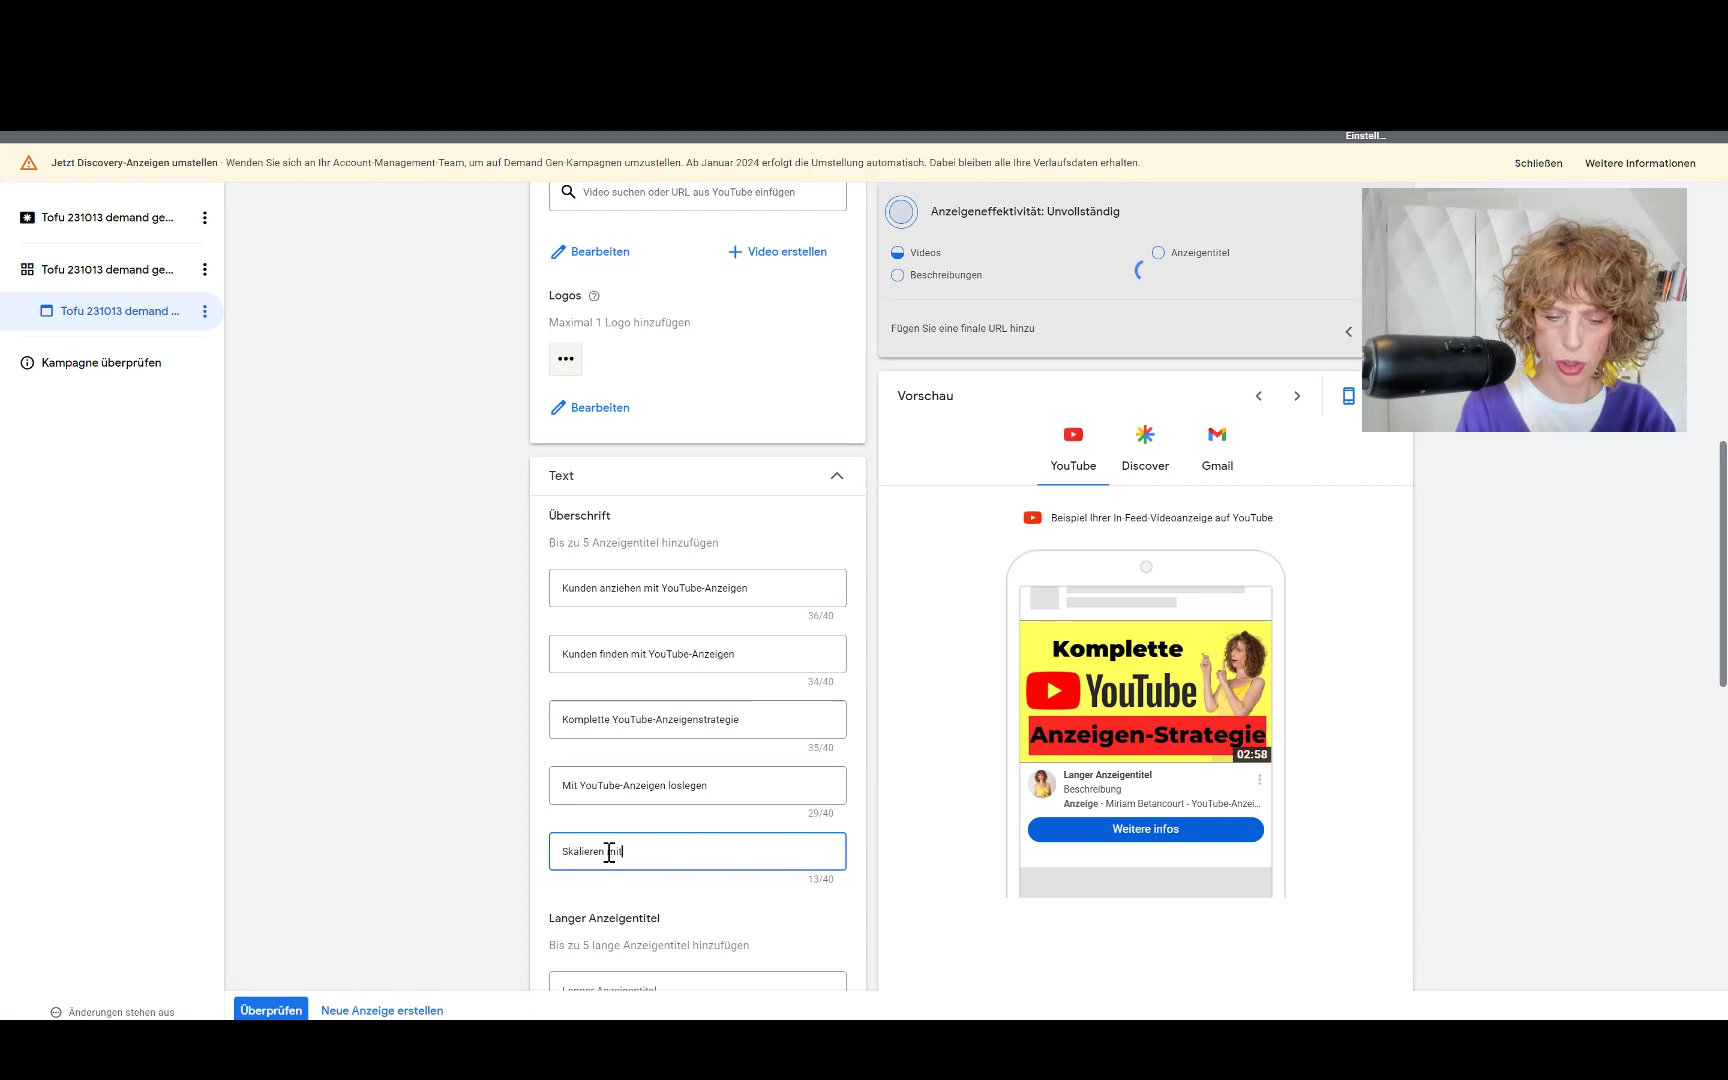 Einstell...
Jetzt Discovery-Anzeigen umstellen - Wenden Sie sich an Ihr Account-Management-Team, um auf Demand Gen-Kampagnen umzustellen. Ab Januar 2024 erfolgt die Umstellung automatisch. Dabei bleiben alle Ihre Verlaufsdaten erhalten.
Schließen
Weitere Informationen
Tofu 231013 demand ge...
Tofu 231013 demand ge...
Tofu 231013 demand ...
Kampagne überprüfen
Video suchen oder URL aus YouTube einfügen
Bearbeiten
Video erstellen
Logos
Maximal 1 Logo hinzufügen
Bearbeiten
Text
Überschrift
Bis zu 5 Anzeigentitel hinzufügen
Kunden anziehen mit YouTube-Anzeigen
36/40
Kunden finden mit YouTube-Anzeigen
34/40
Komplette YouTube-Anzeigenstrategie
35/40
Mit YouTube-Anzeigen loslegen
29/40
Skalieren mit
13/40
Langer Anzeigentitel
Bis zu 5 lange Anzeigentitel hinzufügen
Langer Anzeigentitel
Anzeigeneffektivität: Unvollständig
Videos
Anzeigentitel
Beschreibungen
Fügen Sie eine finale URL hinzu
Vorschau
YouTube
Discover
Gmail
Beispiel Ihrer In-Feed-Videoanzeige auf YouTube
Komplette
YouTube
Anzeigen-Strategie
02:58
Langer Anzeigentitel
Beschreibung
Anzeige · Miriam Betancourt - YouTube-Anzei...
Weitere infos
Änderungen stehen aus
Überprüfen
Neue Anzeige erstellen